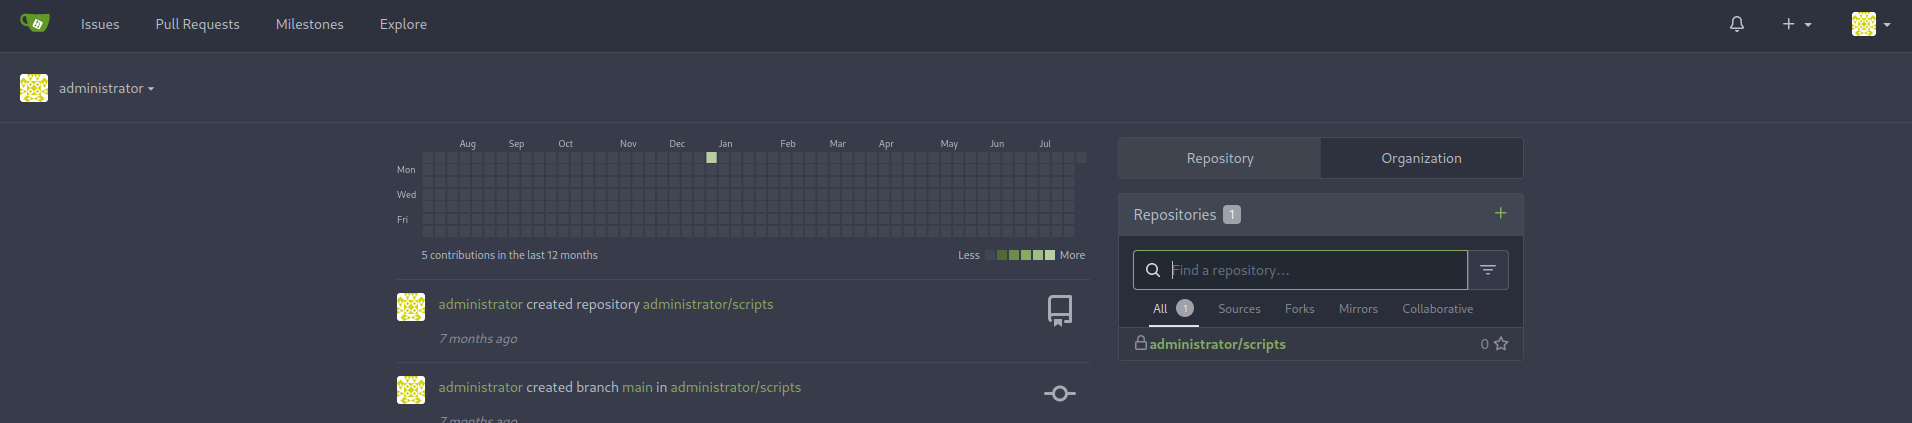 Issues Pull Requests Milestones Explore
administrator
Aug Sep Oct Nov Dec Jan Feb Mar Apr May Jun Jul
Mon
Wed
Fri
5 contributions in the last 12 months Less More
administrator created repository administrator/scripts
7 months ago
administrator created branch main in administrator/scripts
7 months ago
Repository Organization
Repositories 1
Find a repository...
All 1 Sources Forks Mirrors Collaborative
administrator/scripts 0